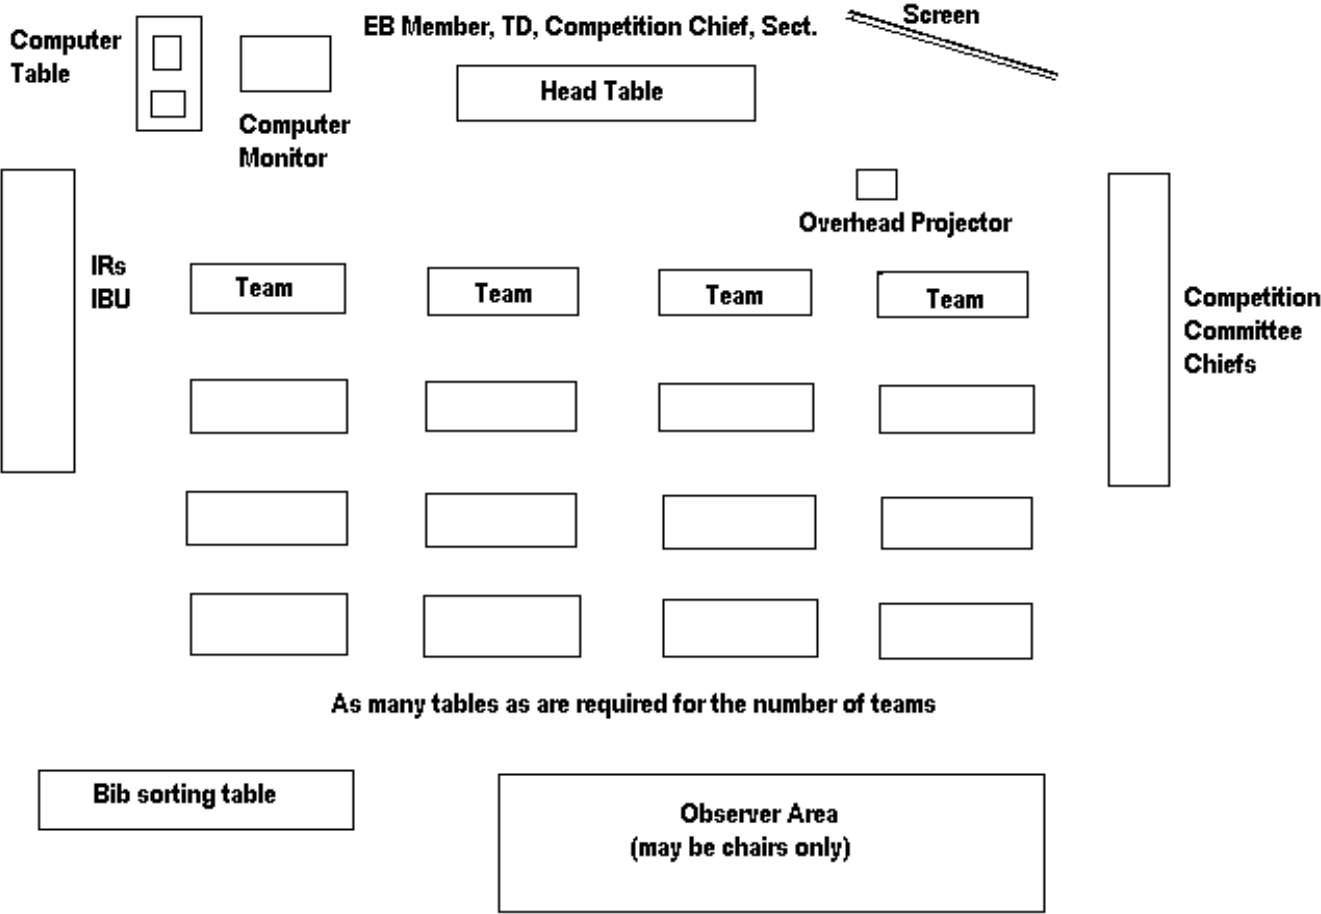 Computer
Table
EB Member, TD, Competition Chief, Sect.
Screen
Head Table
Computer
Monitor
Overhead Projector
IRs
IBU
Team
Team
Team
Team
Competition
Committee
Chiefs
As many tables as are required for the number of teams
Bib sorting table
Observer Area
(may be chairs only)